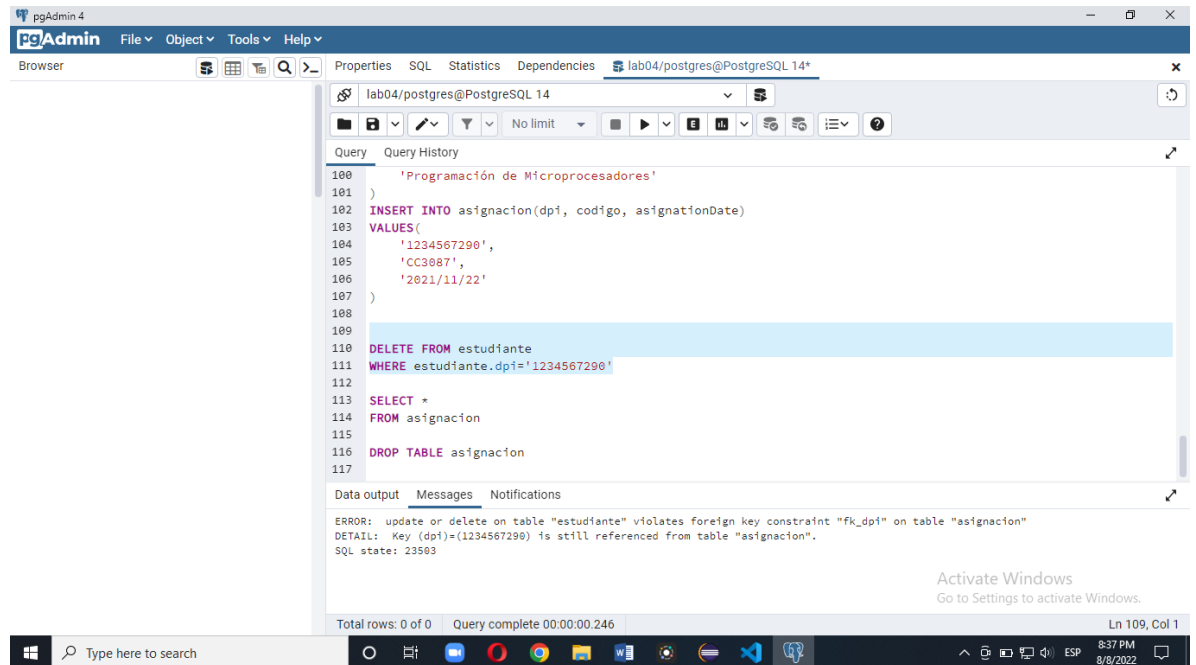 pgAdmin 4
pgAdmin File Object Tools Help
Browser
Properties SQL Statistics Dependencies lab04/postgres@PostgreSQL 14*
lab04/postgres@PostgreSQL 14
No limit
Query Query History
100 'Programación de Microprocesadores'
101 )
102 INSERT INTO asignacion(dpi, codigo, asignationDate)
103 VALUES(
104 '1234567290',
105 'CC3087',
106 '2021/11/22'
107 )
108
109
110 DELETE FROM estudiante
111 WHERE estudiante.dpi='1234567290'
112
113 SELECT *
114 FROM asignacion
115
116 DROP TABLE asignacion
117
Data output Messages Notifications
ERROR: update or delete on table "estudiante" violates foreign key constraint "fk_dpi" on table "asignacion"
DETAIL: Key (dpi)=(1234567290) is still referenced from table "asignacion".
SQL state: 23503
Activate Windows
Go to Settings to activate Windows.
Total rows: 0 of 0 Query complete 00:00:00.246 Ln 109, Col 1
Type here to search
ESP
8:37 PM
8/8/2022